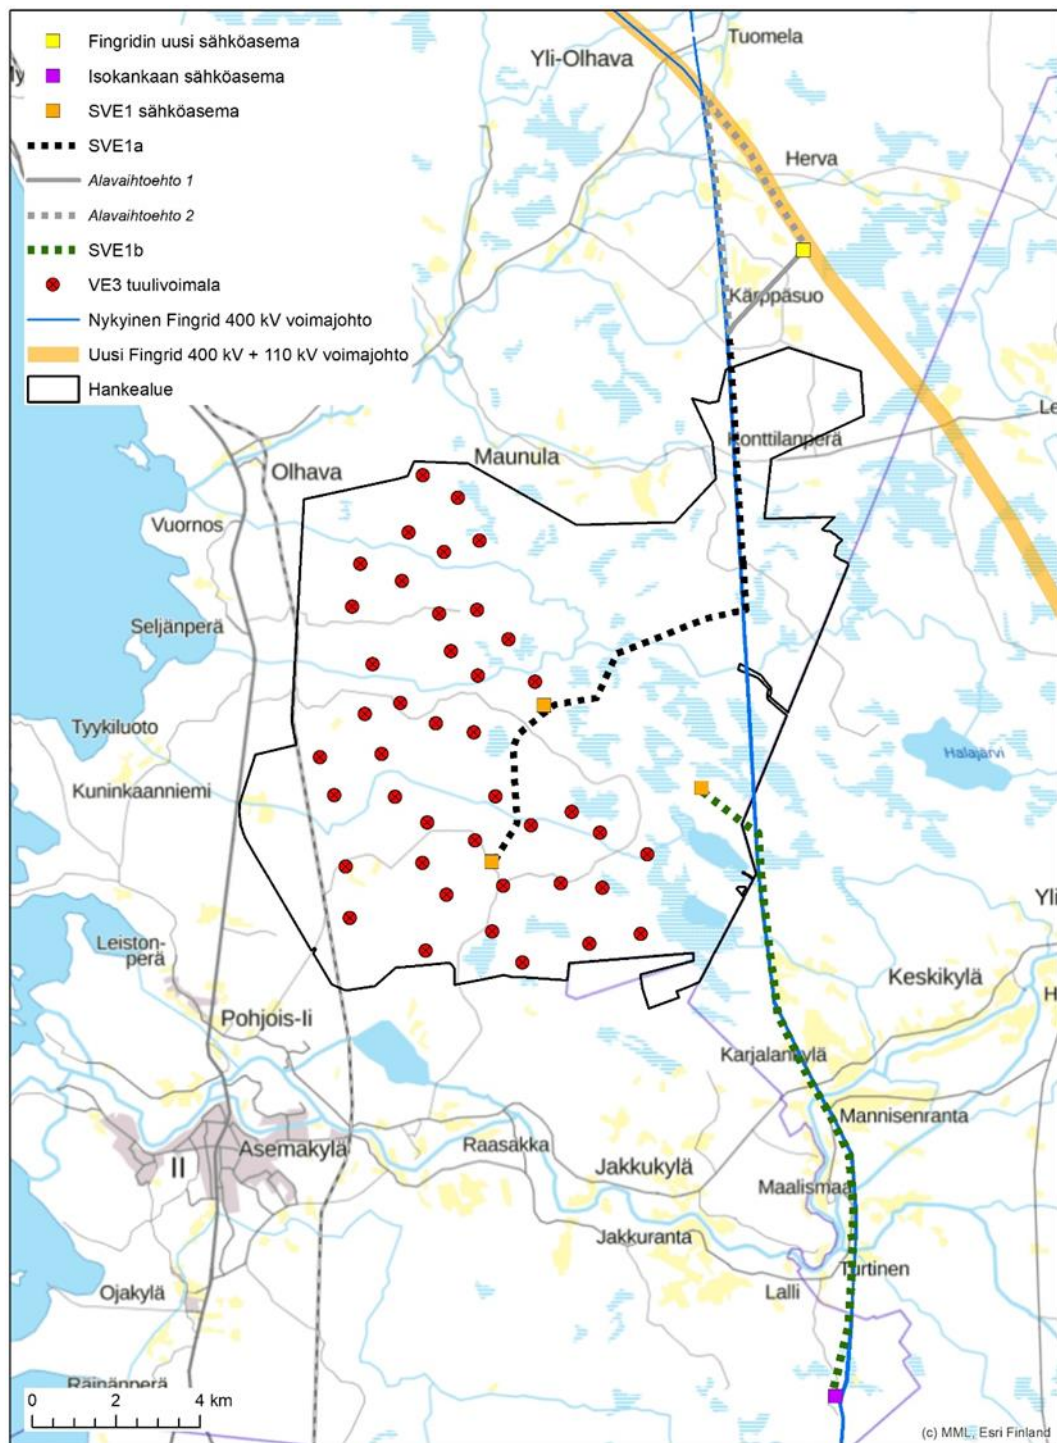 Fingridin uusi sähköasema
Isokankaan sähköasema
SVE1 sähköasema
SVE1a
Alavaihtoehto 1
Alavaihtoehto 2
SVE1b
VE3 tuulivoimala
Nykyinen Fingrid 400 kV voimajohto
Uusi Fingrid 400 kV + 110 kV voimajohto
Hankealue
Tuomela
Yli-Olhava
Herva
Kärppäsuo
Konttilanperä
Maunula
Olhava
Vuornos
Seljänperä
Tyykiluoto
Halajärvi
Kuninkaanniemi
Leiston-
perä
Keskikylä
Pohjois-Ii
Karjalankylä
Mannisenranta
Asemakylä
Raasakka
II
Jakkukylä
Maalismaa
Jakkuranta
Turtinen
Lalli
Ojakylä
Räinänperä
0 2 4 km
(c) MML, Esri Finland